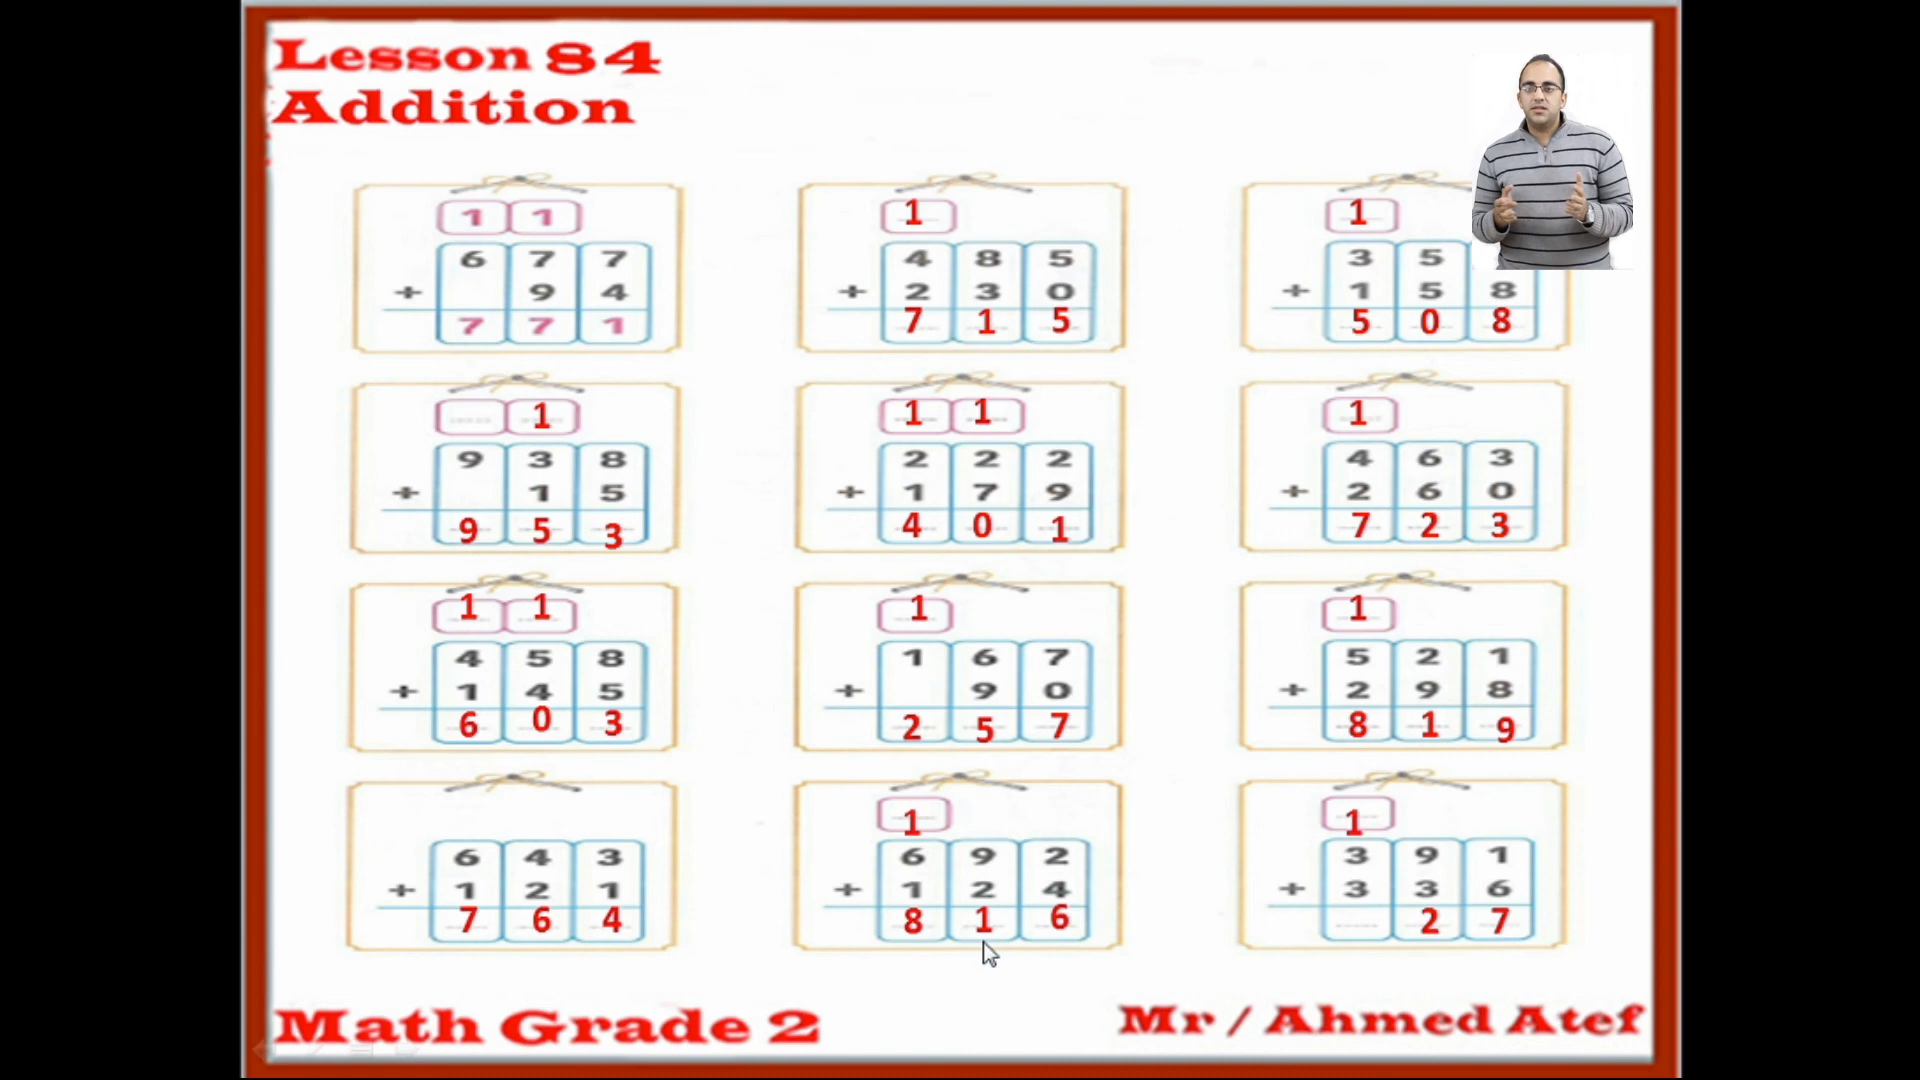 Lesson 84
Addition
1 1
6 7 7
+ 9 4
7 7 1
1
4 8 5
+ 2 3 0
7 1 5
1
3 5
+ 1 5 8
5 0 8
1
9 3 8
+ 1 5
9 5 3
1 1
2 2 2
+ 1 7 9
4 0 1
1
4 6 3
+ 2 6 0
7 2 3
1 1
4 5 8
+ 1 4 5
6 0 3
1
1 6 7
+ 9 0
2 5 7
1
5 2 1
+ 2 9 8
8 1 9
6 4 3
+ 1 2 1
7 6 4
1
6 9 2
+ 1 2 4
8 1 6
1
3 9 1
+ 3 3 6
2 7
Math Grade 2
Mr / Ahmed Atef